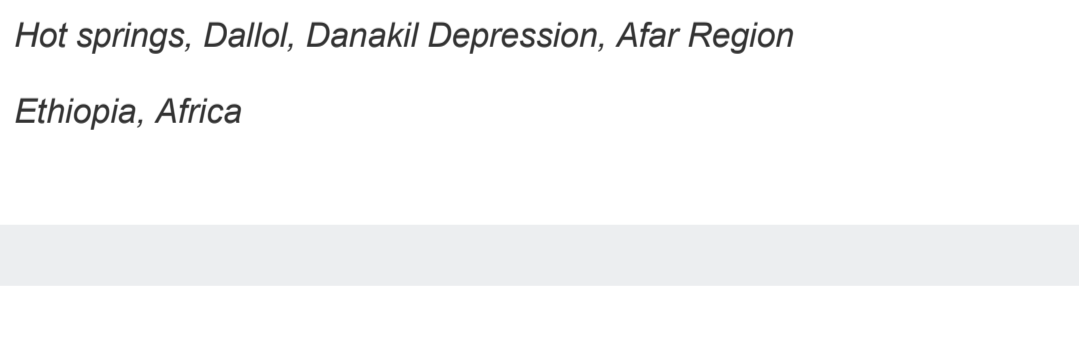 Hot springs, Dallol, Danakil Depression, Afar Region
Ethiopia, Africa